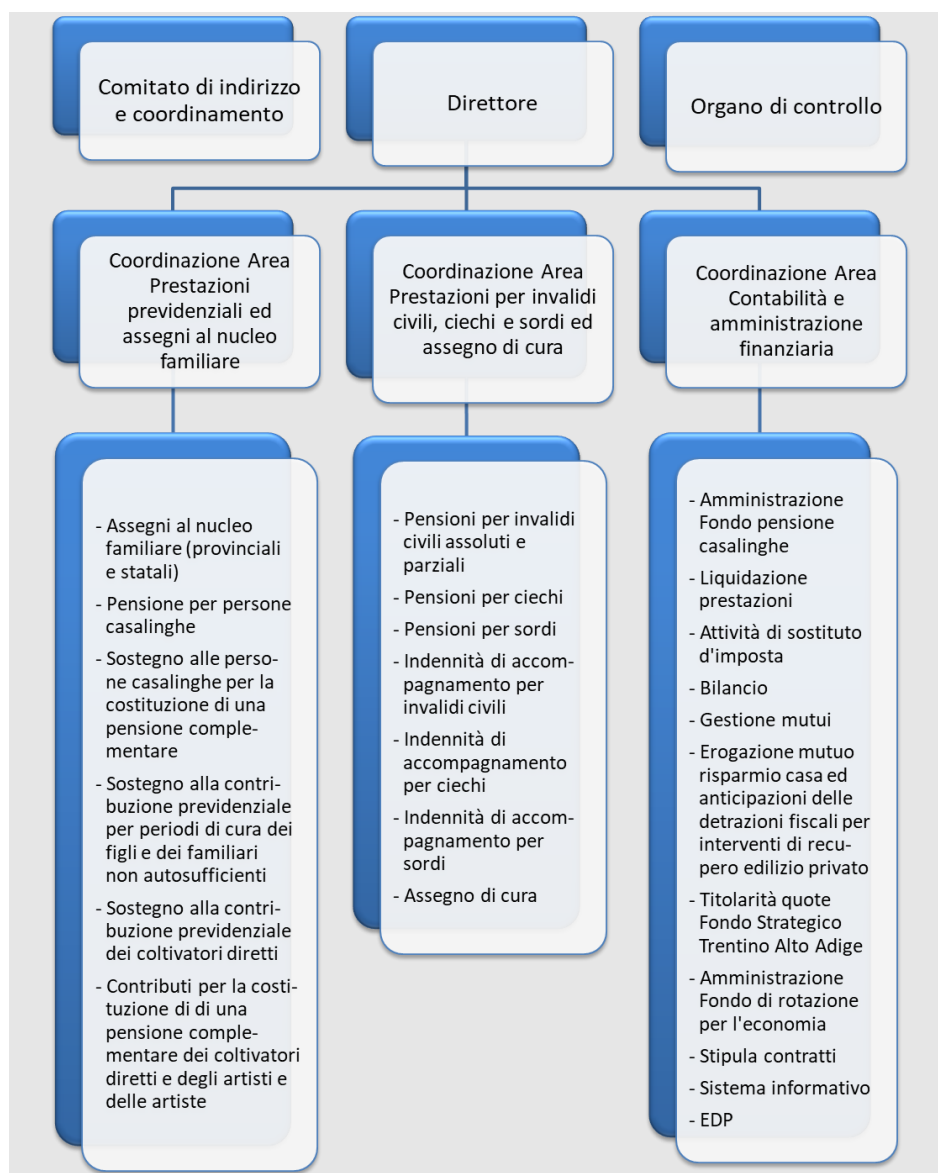 Comitato di indirizzo
e coordinamento
Direttore
Organo di controllo
Coordinazione Area
Prestazioni
previdenziali ed
assegni al nucleo
familiare
Coordinazione Area
Prestazioni per invalidi
civili, ciechi e sordi ed
assegno di cura
Coordinazione Area
Contabilità e
amministrazione
finanziaria
- Assegni al nucleo
familiare (provinciali
e statali)
- Pensione per persone
casalinghe
- Sostegno alle perso-
ne casalinghe per la
costituzione di una
pensione comple-
mentare
- Sostegno alla contri-
buzione previdenziale
per periodi di cura dei
figli e dei familiari
non autosufficienti
- Sostegno alla contri-
buzione previdenziale
dei coltivatori diretti
- Contributi per la costi-
tuzione di di una
pensione comple-
mentare dei coltivatori
diretti e degli artisti e
delle artiste
- Pensioni per invalidi
civili assoluti e
parziali
- Pensioni per ciechi
- Pensioni per sordi
- Indennità di accom-
pagnamento per
invalidi civili
- Indennità di
accompagnamento
per ciechi
- Indennità di accom-
pagnamento per
sordi
- Assegno di cura
- Amministrazione
Fondo pensione
casalinghe
- Liquidazione
prestazioni
- Attività di sostituto
d'imposta
- Bilancio
- Gestione mutui
- Erogazione mutuo
risparmio casa ed
anticipazioni delle
detrazioni fiscali per
interventi di recu-
pero edilizio privato
- Titolarità quote
Fondo Strategico
Trentino Alto Adige
- Amministrazione
Fondo di rotazione
per l'economia
- Stipula contratti
- Sistema informativo
- EDP